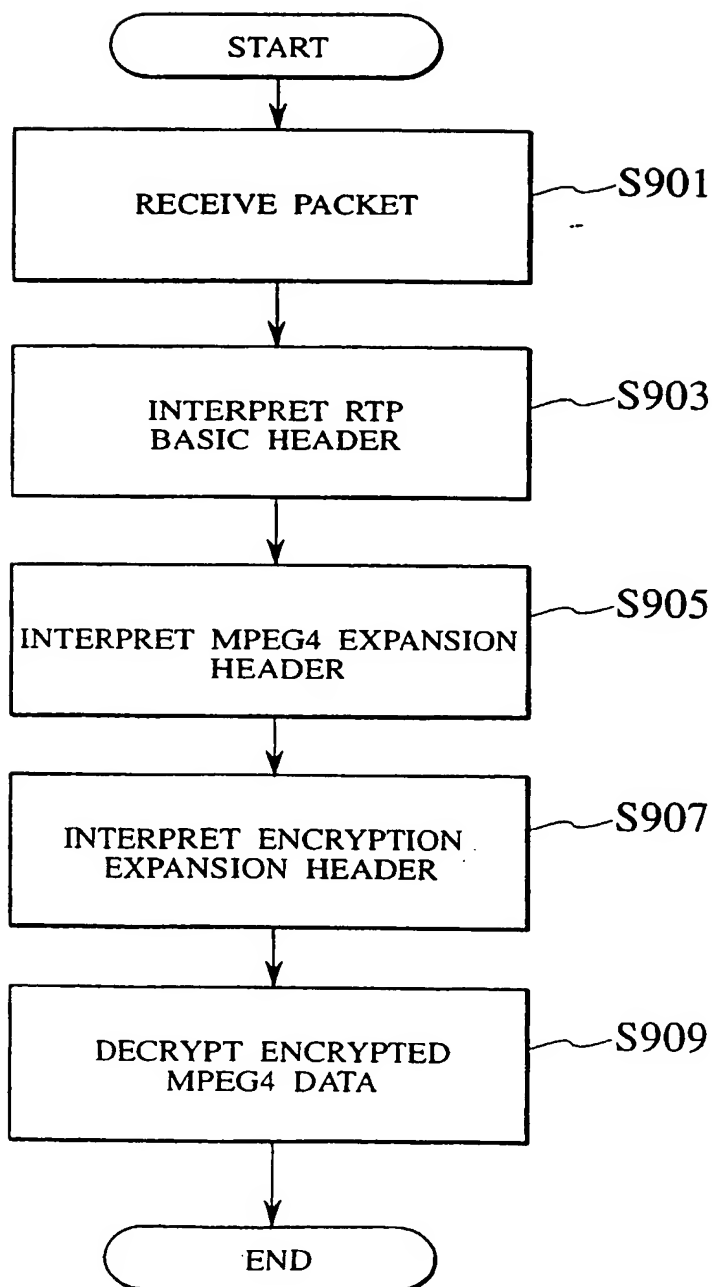 START
RECEIVE PACKET
S901
INTERPRET RTP
BASIC HEADER
S903
INTERPRET MPEG4 EXPANSION
HEADER
S905
INTERPRET ENCRYPTION
EXPANSION HEADER
S907
DECRYPT ENCRYPTED
MPEG4 DATA
S909
END